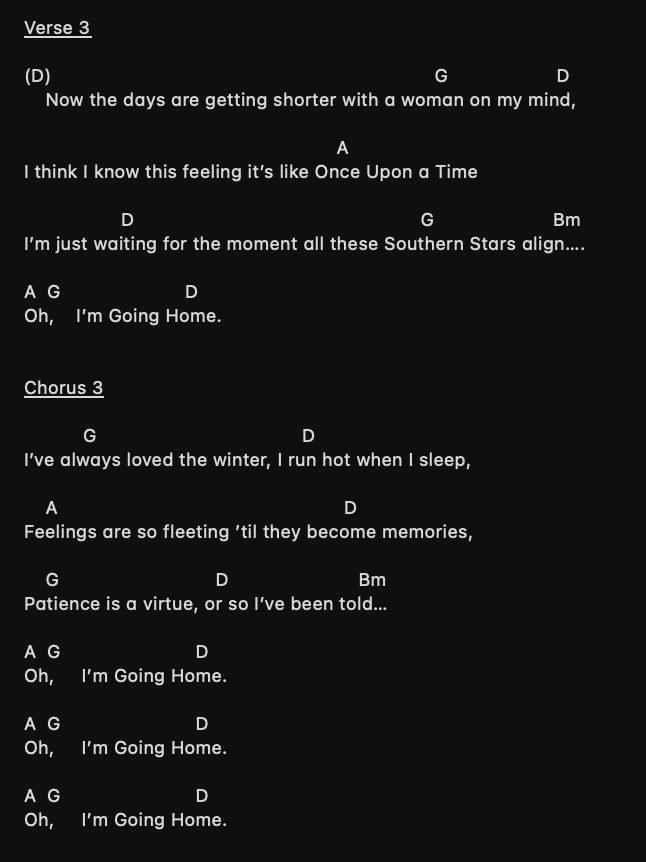 Verse 3
(D) G D
Now the days are getting shorter with a woman on my mind,
A
I think I know this feeling it’s like Once Upon a Time
D G Bm
I’m just waiting for the moment all these Southern Stars align....
A G D
Oh, I’m Going Home.
Chorus 3
G D
I’ve always loved the winter, I run hot when I sleep,
A D
Feelings are so fleeting ’til they become memories,
G D Bm
Patience is a virtue, or so I’ve been told...
A G D
Oh, I’m Going Home.
A G D
Oh, I’m Going Home.
A G D
Oh, I’m Going Home.